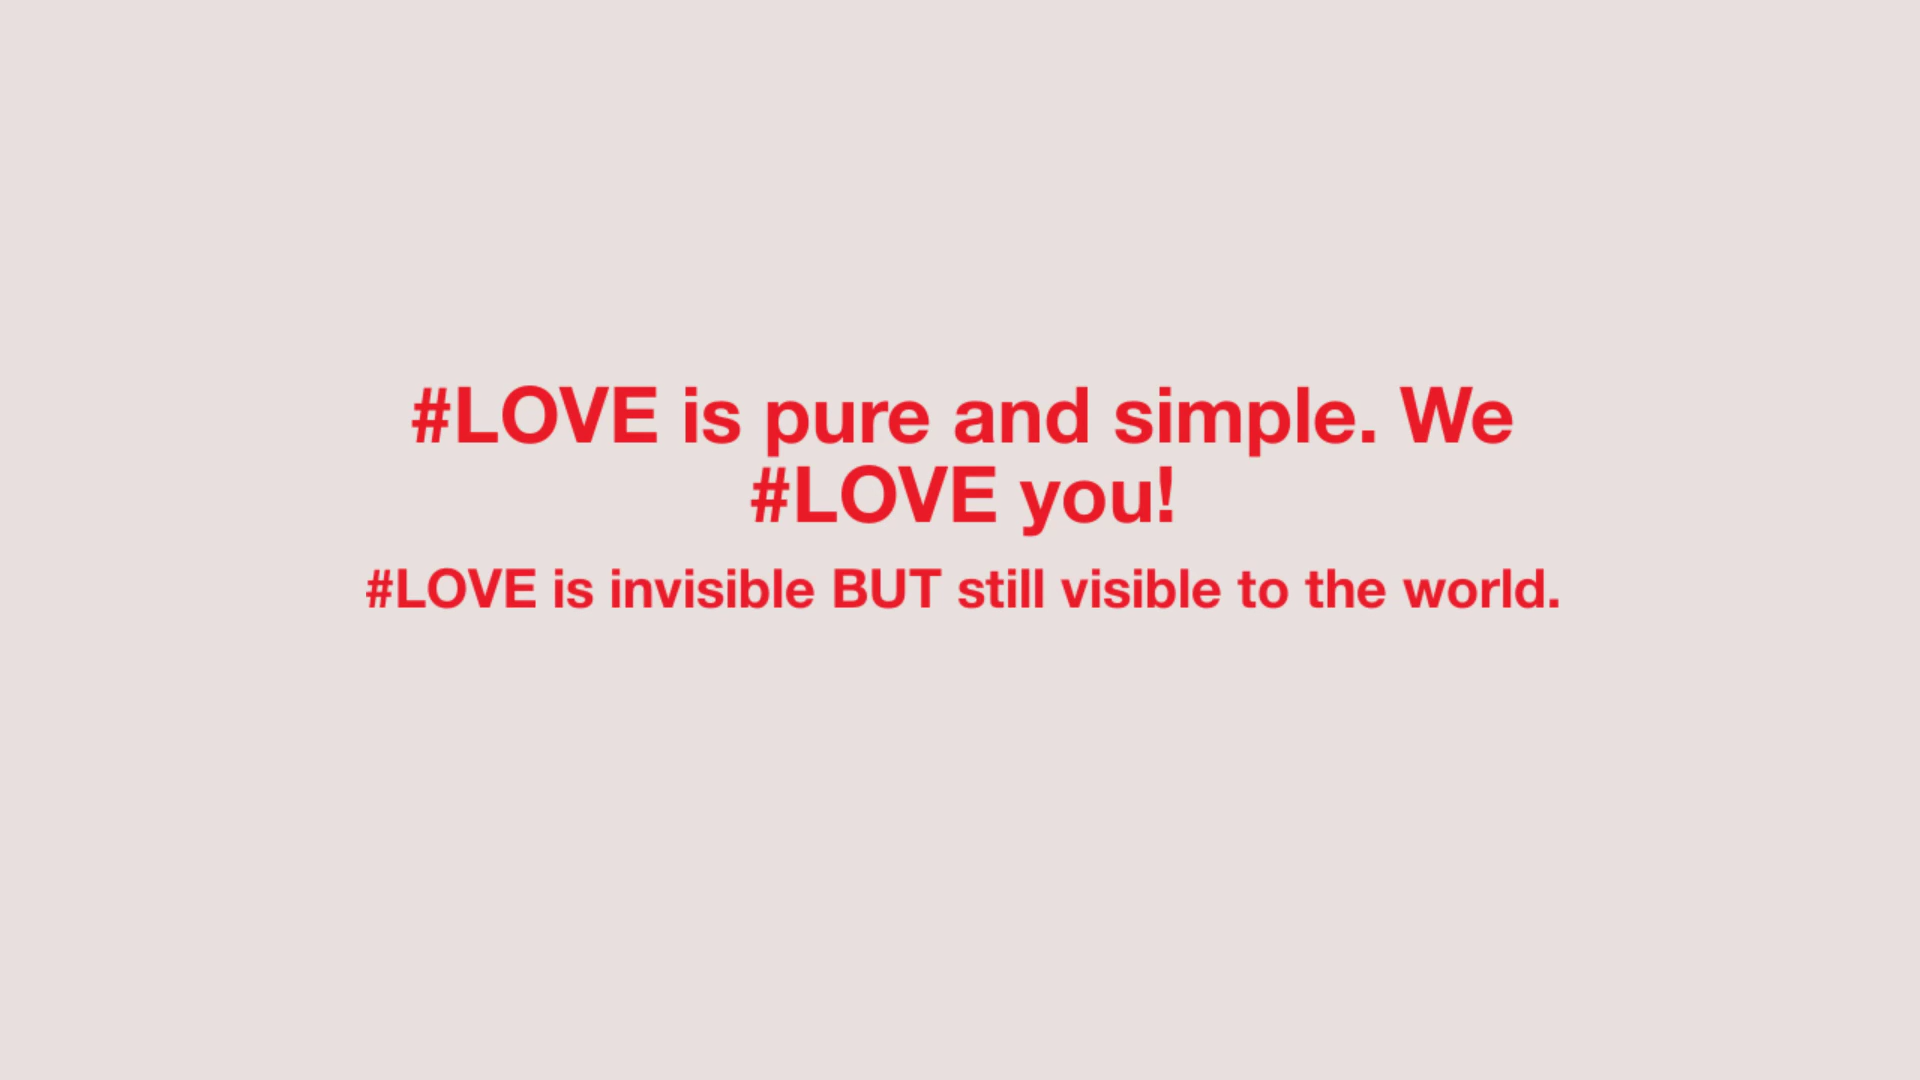 #LOVE is pure and simple. We
#LOVE you!
#LOVE is invisible BUT still visible to the world.